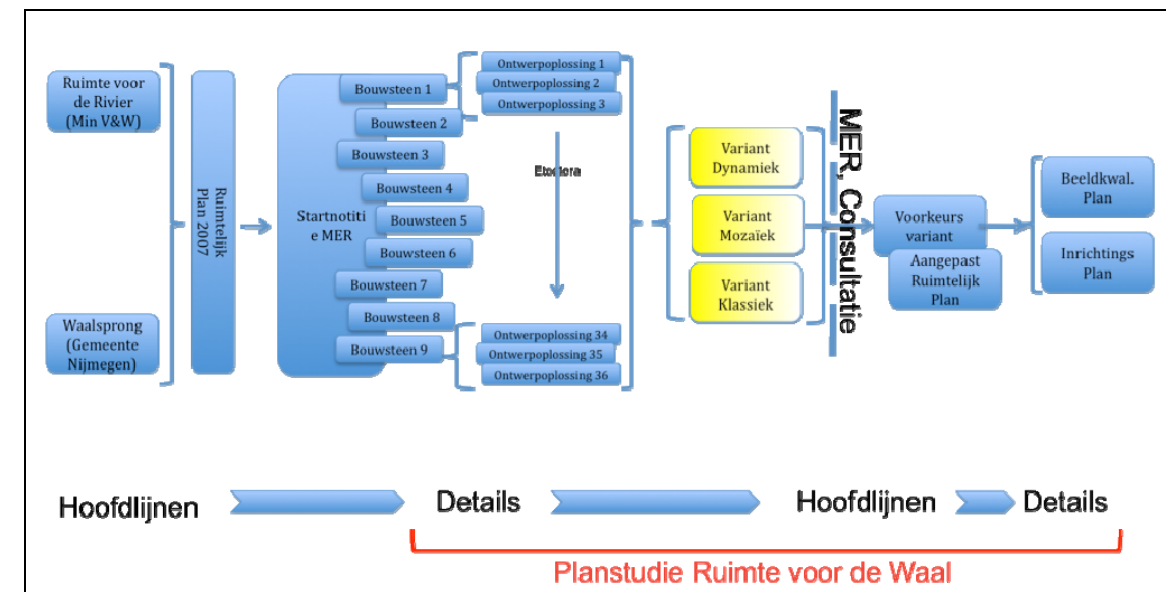 Ruimte voor
de Rivier
(Min V&W)
Waalsprong
(Gemeente
Nijmegen)
Ruimtelijk
Plan 2007
Startnotiti
e MER
Bouwsteen 1
Bouwsteen 2
Bouwsteen 3
Bouwsteen 4
Bouwsteen 5
Bouwsteen 6
Bouwsteen 7
Bouwsteen 8
Bouwsteen 9
Ontwerpoplossing 1
Ontwerpoplossing 2
Ontwerpoplossing 3
Etcetera
Ontwerpoplossing 34
Ontwerpoplossing 35
Ontwerpoplossing 36
Variant
Dynamiek
Variant
Mozaïek
Variant
Klassiek
MER, Consultatie
Voorkeurs
variant
Aangepast
Ruimtelijk
Plan
Beeldkwal.
Plan
Inrichtings
Plan
Hoofdlijnen
Details
Hoofdlijnen
Details
Planstudie Ruimte voor de Waal